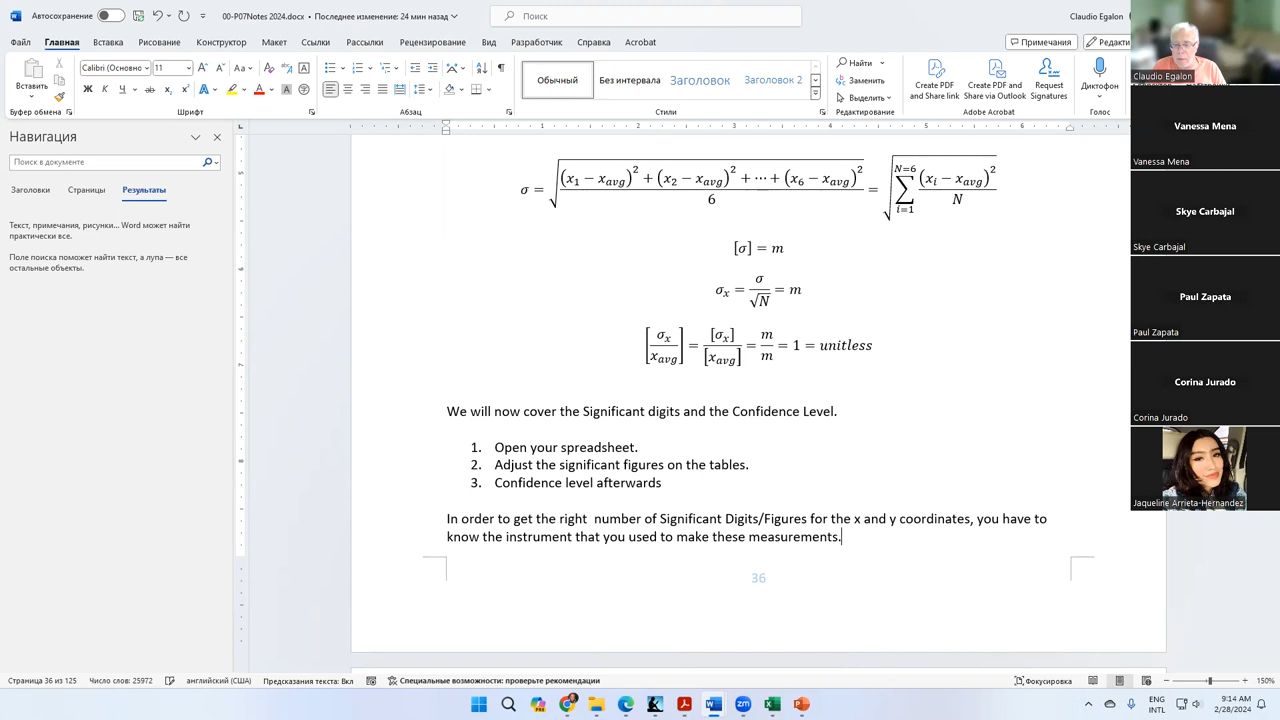 Автосохранение
00-P07Notes 2024.docx • Последнее изменение: 24 мин назад
Поиск
Claudio Egalon
Файл Главная Вставка Рисование Конструктор Макет Ссылки Рассылки Рецензирование Вид Разработчик Справка Acrobat
Примечания
Вставить
Calibri (Основно 11
Ж К Ч
Обычный
Без интервала
Заголовок
Заголовок 2
Найти
Заменить
Выделить
Create PDF and Share link
Create PDF and Share via Outlook
Request Signatures
Диктофон
Буфер обмена
Шрифт
Абзац
Стили
Adobe Acrobat
Голос
Навигация
Поиск в документе
Заголовки Страницы Результаты
Текст, примечания, рисунки... Word может найти
практически все.
Поле поиска поможет найти текст, а лупа — все
остальные объекты.
σ = √(((x₁ − x_avg)² + (x₂ − x_avg)² + ⋯ + (x₆ − x_avg)²)/6) = √(∑_{i=1}^{N=6} (x_i − x_avg)²/N)
[σ] = m
σ_x = σ/√N = m
[σ_x/x_avg] = [σ_x]/[x_avg] = m/m = 1 = unitless
We will now cover the Significant digits and the Confidence Level.
1. Open your spreadsheet.
2. Adjust the significant figures on the tables.
3. Confidence level afterwards
In order to get the right number of Significant Digits/Figures for the x and y coordinates, you have to
know the instrument that you used to make these measurements.
36
Claudio Egalon
Vanessa Mena
Vanessa Mena
Skye Carbajal
Skye Carbajal
Paul Zapata
Paul Zapata
Corina Jurado
Corina Jurado
Jaqueline Arrieta-Hernandez
Страница 36 из 125 Число слов: 25972 английский (США) Предсказания текста: Вкл Специальные возможности: проверьте рекомендации Фокусировка 150%
ENG
INTL
9:14 AM
2/28/2024